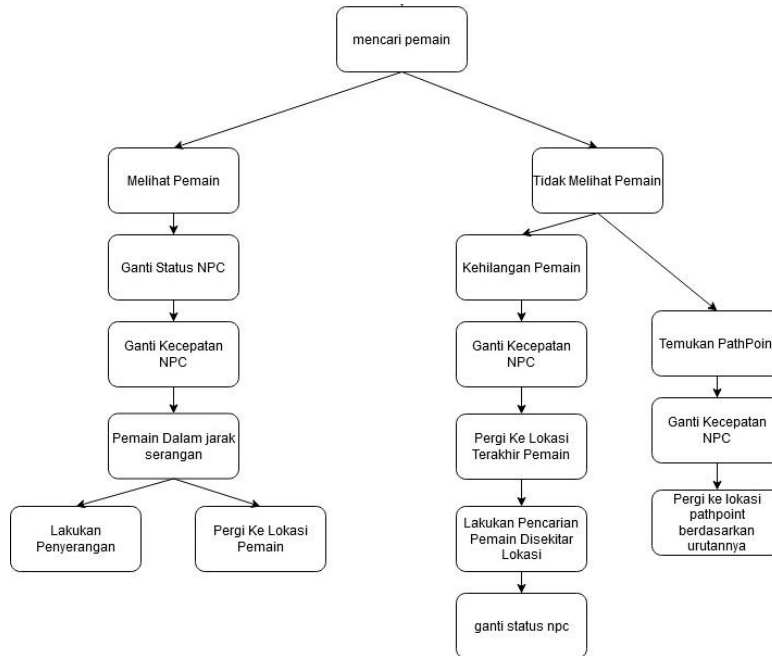 mencari pemain
Melihat Pemain
Tidak Melihat Pemain
Ganti Status NPC
Kehilangan Pemain
Ganti Kecepatan
NPC
Ganti Kecepatan
NPC
Temukan PathPoin
Pemain Dalam jarak
serangan
Pergi Ke Lokasi
Terakhir Pemain
Ganti Kecepatan
NPC
Lakukan
Penyerangan
Pergi Ke Lokasi
Pemain
Lakukan Pencarian
Pemain Disekitar
Lokasi
Pergi ke lokasi
pathpoint
berdasarkan
urutannya
ganti status npc